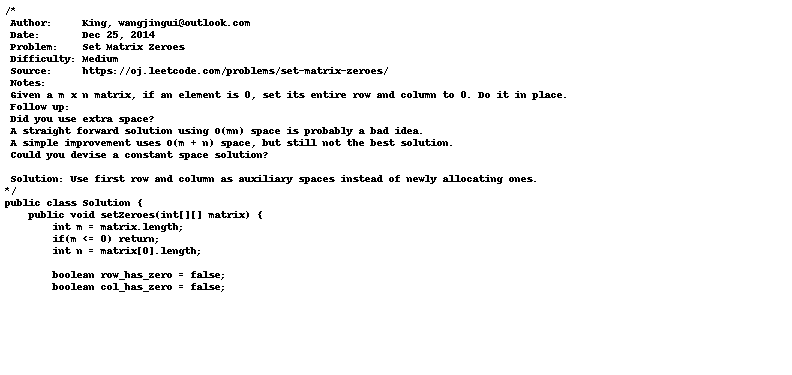 /*
 Author:     King, wangjingui@outlook.com
 Date:       Dec 25, 2014
 Problem:    Set Matrix Zeroes
 Difficulty: Medium
 Source:     https://oj.leetcode.com/problems/set-matrix-zeroes/
 Notes:
 Given a m x n matrix, if an element is 0, set its entire row and column to 0. Do it in place.
 Follow up:
 Did you use extra space?
 A straight forward solution using O(mn) space is probably a bad idea.
 A simple improvement uses O(m + n) space, but still not the best solution.
 Could you devise a constant space solution?

 Solution: Use first row and column as auxiliary spaces instead of newly allocating ones.
*/
public class Solution {
    public void setZeroes(int[][] matrix) {
        int m = matrix.length;
        if(m <= 0) return;
        int n = matrix[0].length;

        boolean row_has_zero = false;
        boolean col_has_zero = false;